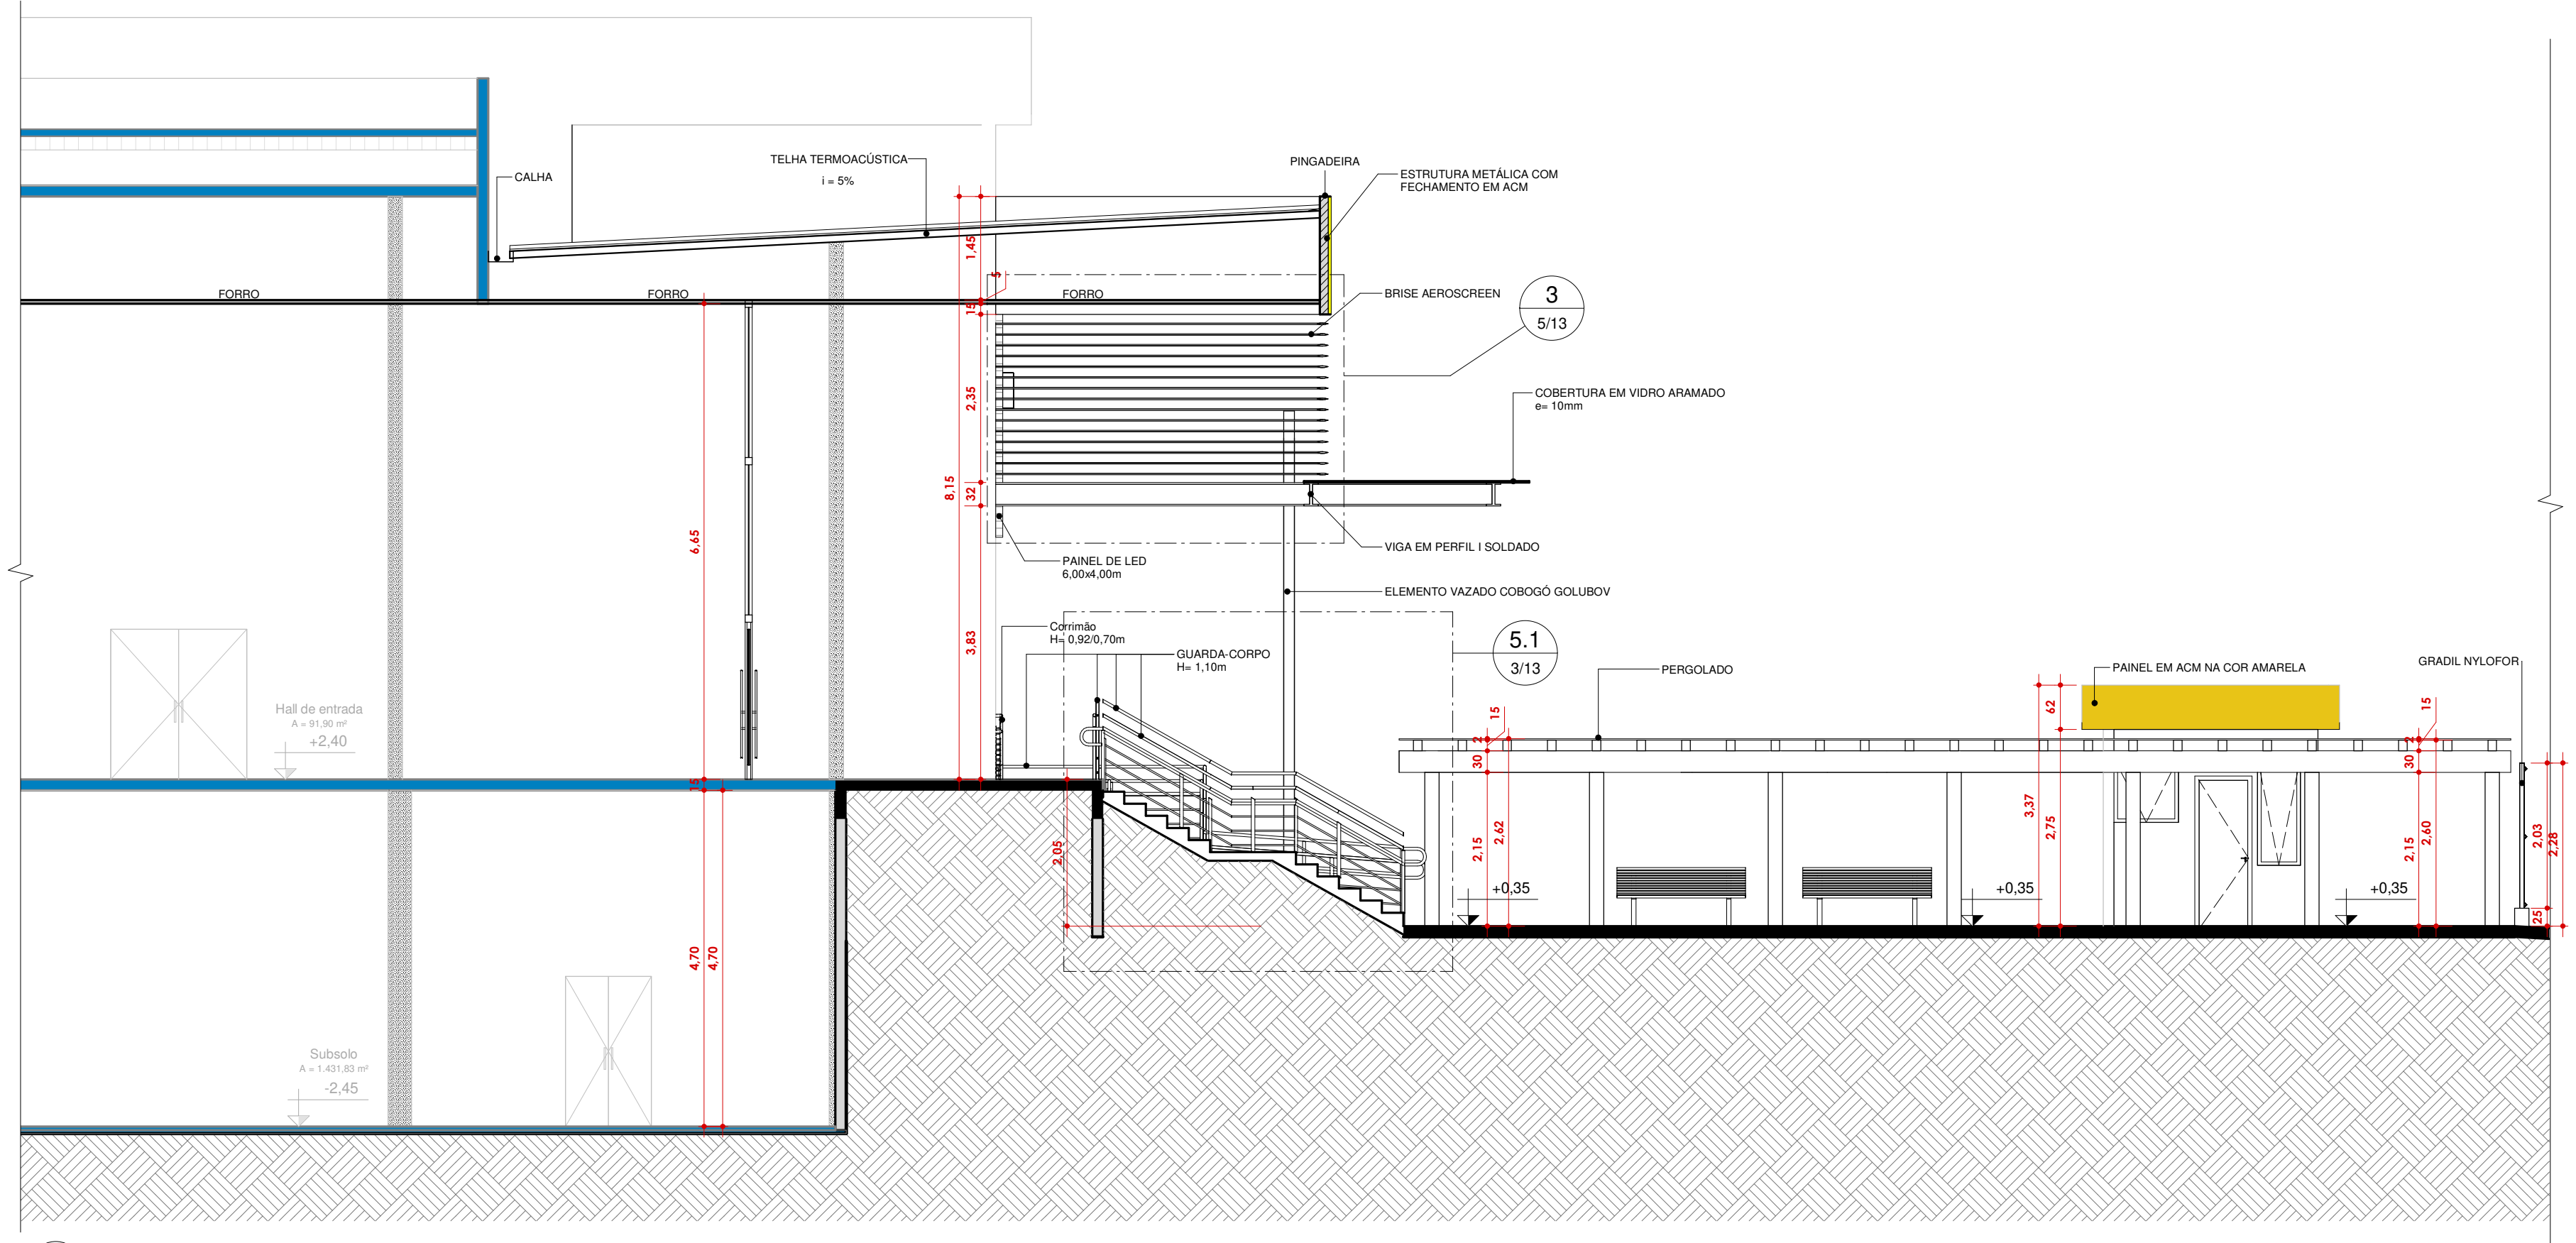 TELHA TERMOACÚSTICA
i = 5%
CALHA
PINGADEIRA
ESTRUTURA METÁLICA COM
FECHAMENTO EM ACM
FORRO
FORRO
FORRO
BRISE AEROSCREEN
3
5/13
COBERTURA EM VIDRO ARAMADO
e= 10mm
1,45
5
15
2,35
32
8,15
3,83
6,65
VIGA EM PERFIL I SOLDADO
PAINEL DE LED
6,00x4,00m
ELEMENTO VAZADO COBOGÓ GOLUBOV
Corrimão
H= 0,92/0,70m
GUARDA-CORPO
H= 1,10m
5.1
3/13
PERGOLADO
PAINEL EM ACM NA COR AMARELA
GRADIL NYLOFOR
Hall de entrada
A = 91,90 m²
+2,40
15
2,05
15
2
30
2,15
2,62
62
3,37
2,75
15
2
30
2,15
2,60
2,03
2,28
25
+0,35
+0,35
+0,35
4,70
4,70
Subsolo
A = 1.431,83 m²
-2,45